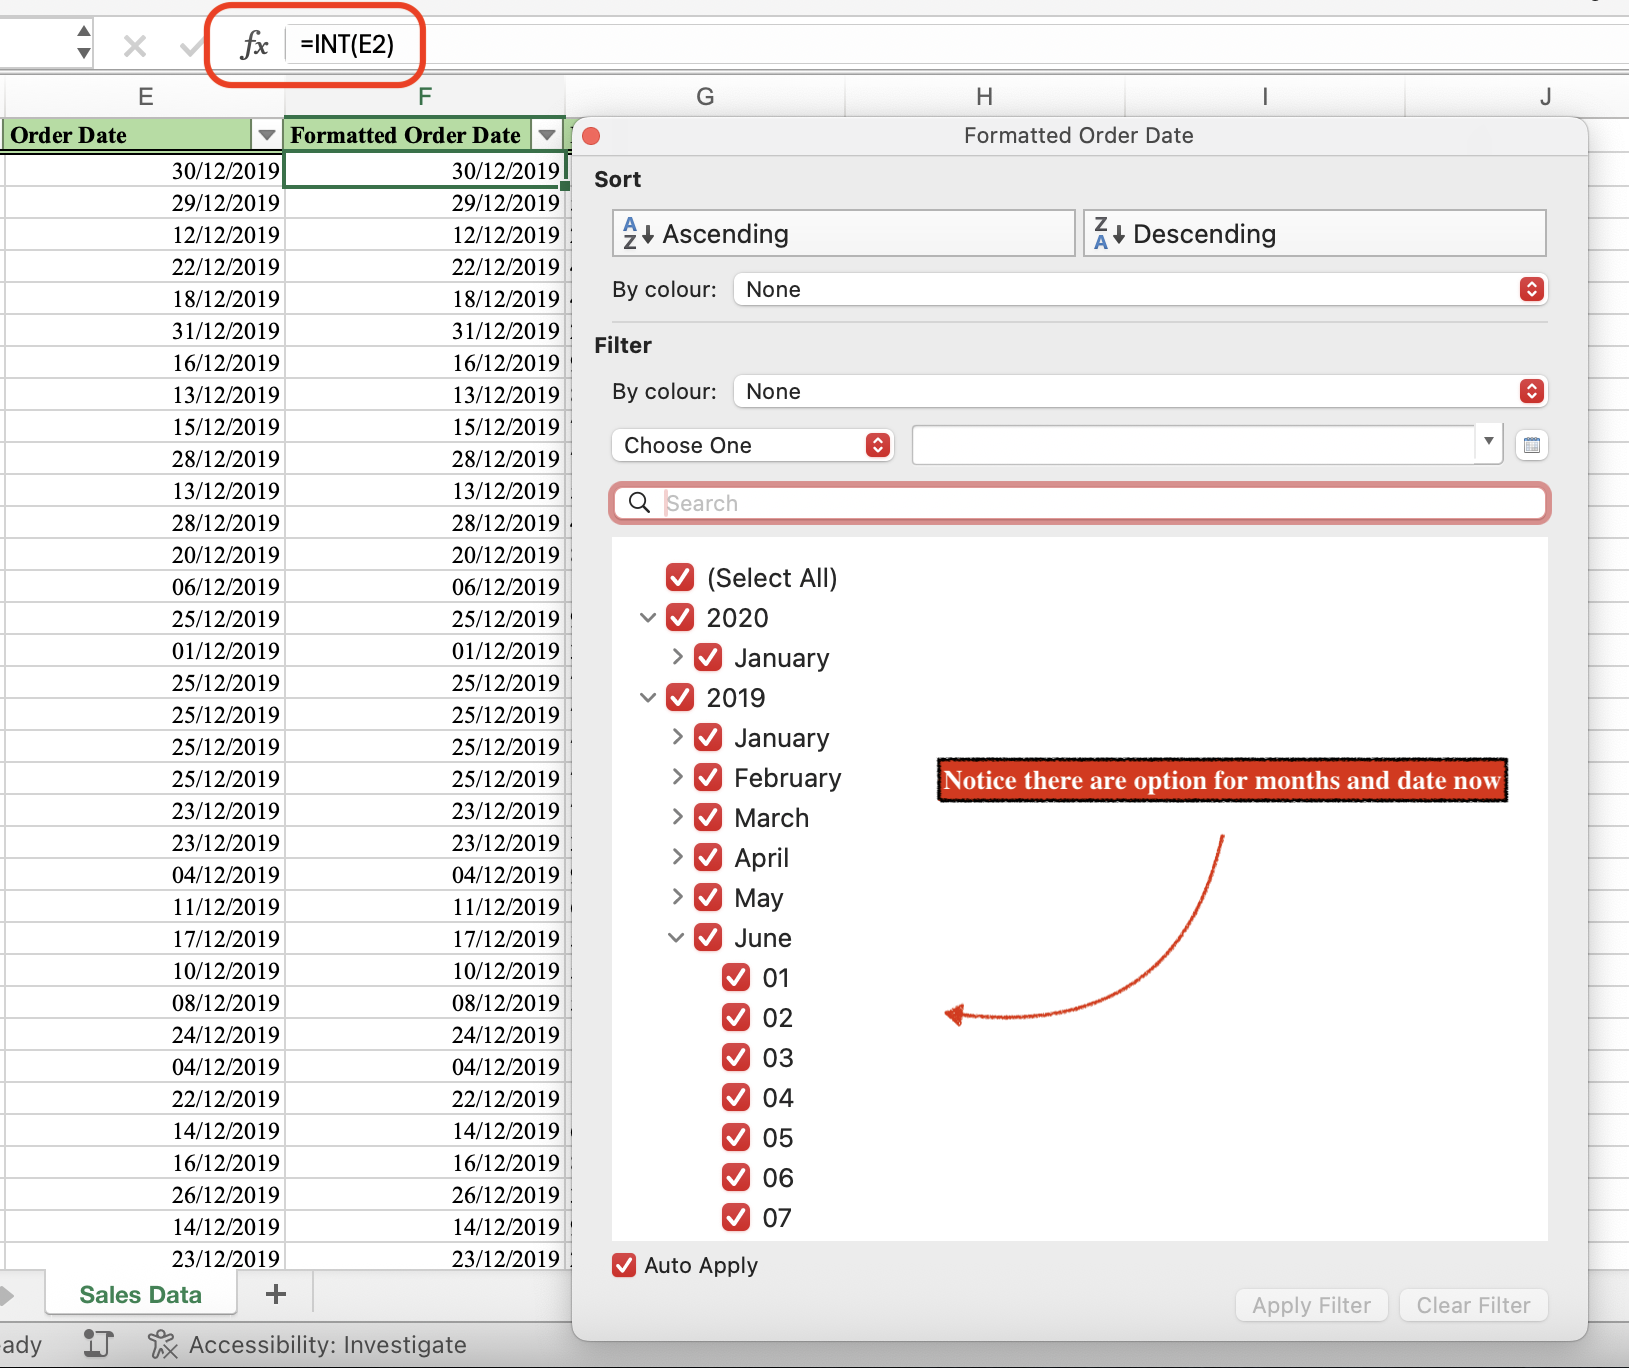 fx =INT(E2)
E F G H I J
Order Date Formatted Order Date
30/12/2019 30/12/2019
29/12/2019 29/12/2019
12/12/2019 12/12/2019
22/12/2019 22/12/2019
18/12/2019 18/12/2019
31/12/2019 31/12/2019
16/12/2019 16/12/2019
13/12/2019 13/12/2019
15/12/2019 15/12/2019
28/12/2019 28/12/2019
13/12/2019 13/12/2019
28/12/2019 28/12/2019
20/12/2019 20/12/2019
06/12/2019 06/12/2019
25/12/2019 25/12/2019
01/12/2019 01/12/2019
25/12/2019 25/12/2019
25/12/2019 25/12/2019
25/12/2019 25/12/2019
25/12/2019 25/12/2019
23/12/2019 23/12/2019
23/12/2019 23/12/2019
04/12/2019 04/12/2019
11/12/2019 11/12/2019
17/12/2019 17/12/2019
10/12/2019 10/12/2019
08/12/2019 08/12/2019
24/12/2019 24/12/2019
04/12/2019 04/12/2019
22/12/2019 22/12/2019
14/12/2019 14/12/2019
16/12/2019 16/12/2019
26/12/2019 26/12/2019
14/12/2019 14/12/2019
23/12/2019 23/12/2019
Formatted Order Date
Sort
A Z Ascending Z A Descending
By colour: None
Filter
By colour: None
Choose One
Search
(Select All)
2020
January
2019
January
February
March
April
May
June
01
02
03
04
05
06
07
Notice there are option for months and date now
Auto Apply
Apply Filter Clear Filter
Sales Data +
ady Accessibility: Investigate